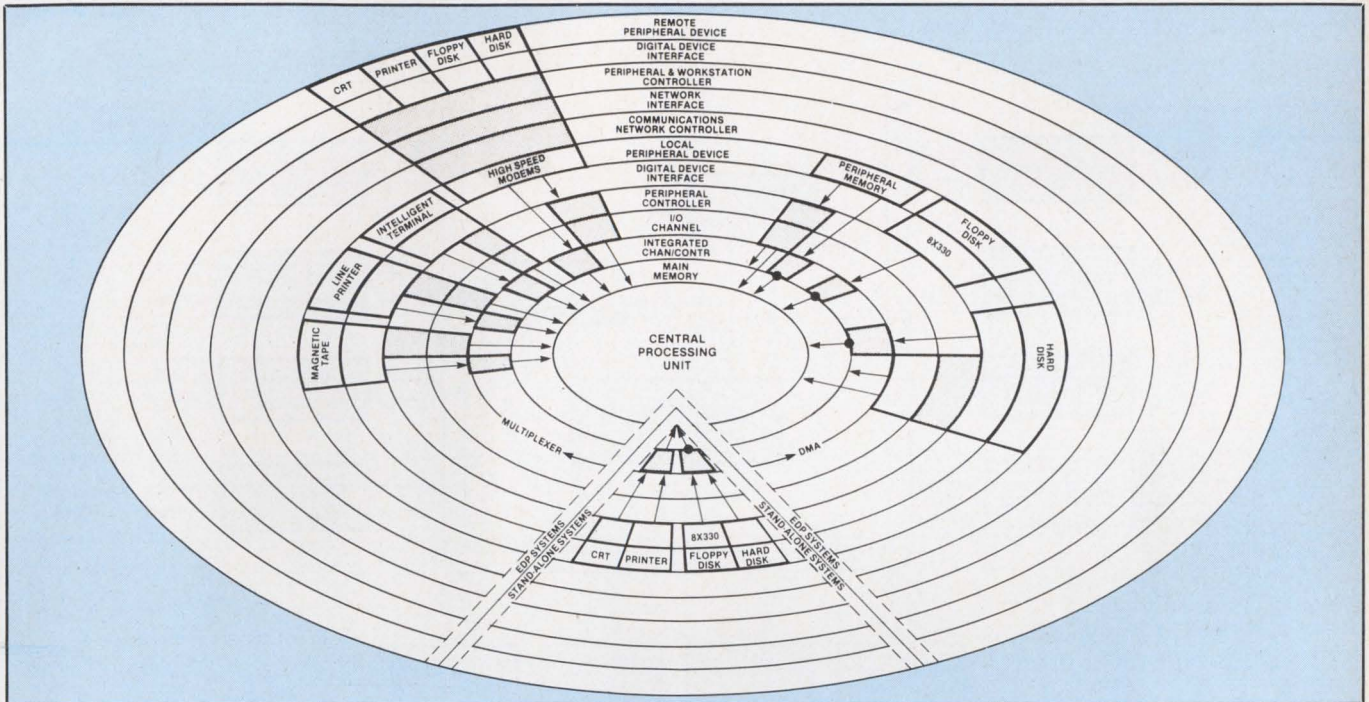 REMOTE
PERIPHERAL DEVICE
DIGITAL DEVICE
INTERFACE
PERIPHERAL & WORKSTATION
CONTROLLER
NETWORK
INTERFACE
COMMUNICATIONS
NETWORK CONTROLLER
LOCAL
PERIPHERAL DEVICE
DIGITAL DEVICE
INTERFACE
PERIPHERAL
CONTROLLER
I/O
CHANNEL
INTEGRATED
CHAN/CONTR
MAIN
MEMORY
CENTRAL
PROCESSING
UNIT
CRT
PRINTER
FLOPPY
DISK
HARD
DISK
HIGH SPEED
MODEMS
INTELLIGENT
TERMINAL
LINE
PRINTER
MAGNETIC
TAPE
PERIPHERAL
MEMORY
FLOPPY
DISK
8X330
HARD
DISK
MULTIPLEXER
DMA
EDP SYSTEMS
STAND-ALONE SYSTEMS
EDP SYSTEMS
STAND-ALONE SYSTEMS
CRT
PRINTER
8X330
FLOPPY
DISK
HARD
DISK